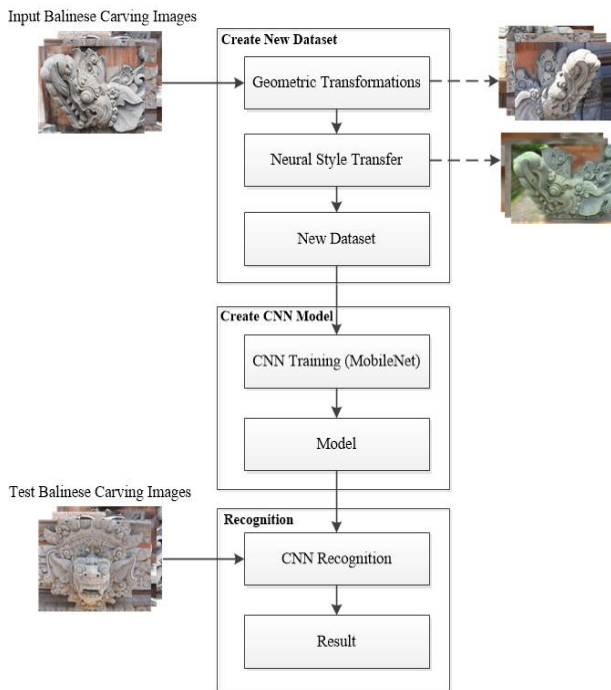 Input Balinese Carving Images
Create New Dataset
Geometric Transformations
Neural Style Transfer
New Dataset
Create CNN Model
CNN Training (MobileNet)
Model
Test Balinese Carving Images
Recognition
CNN Recognition
Result